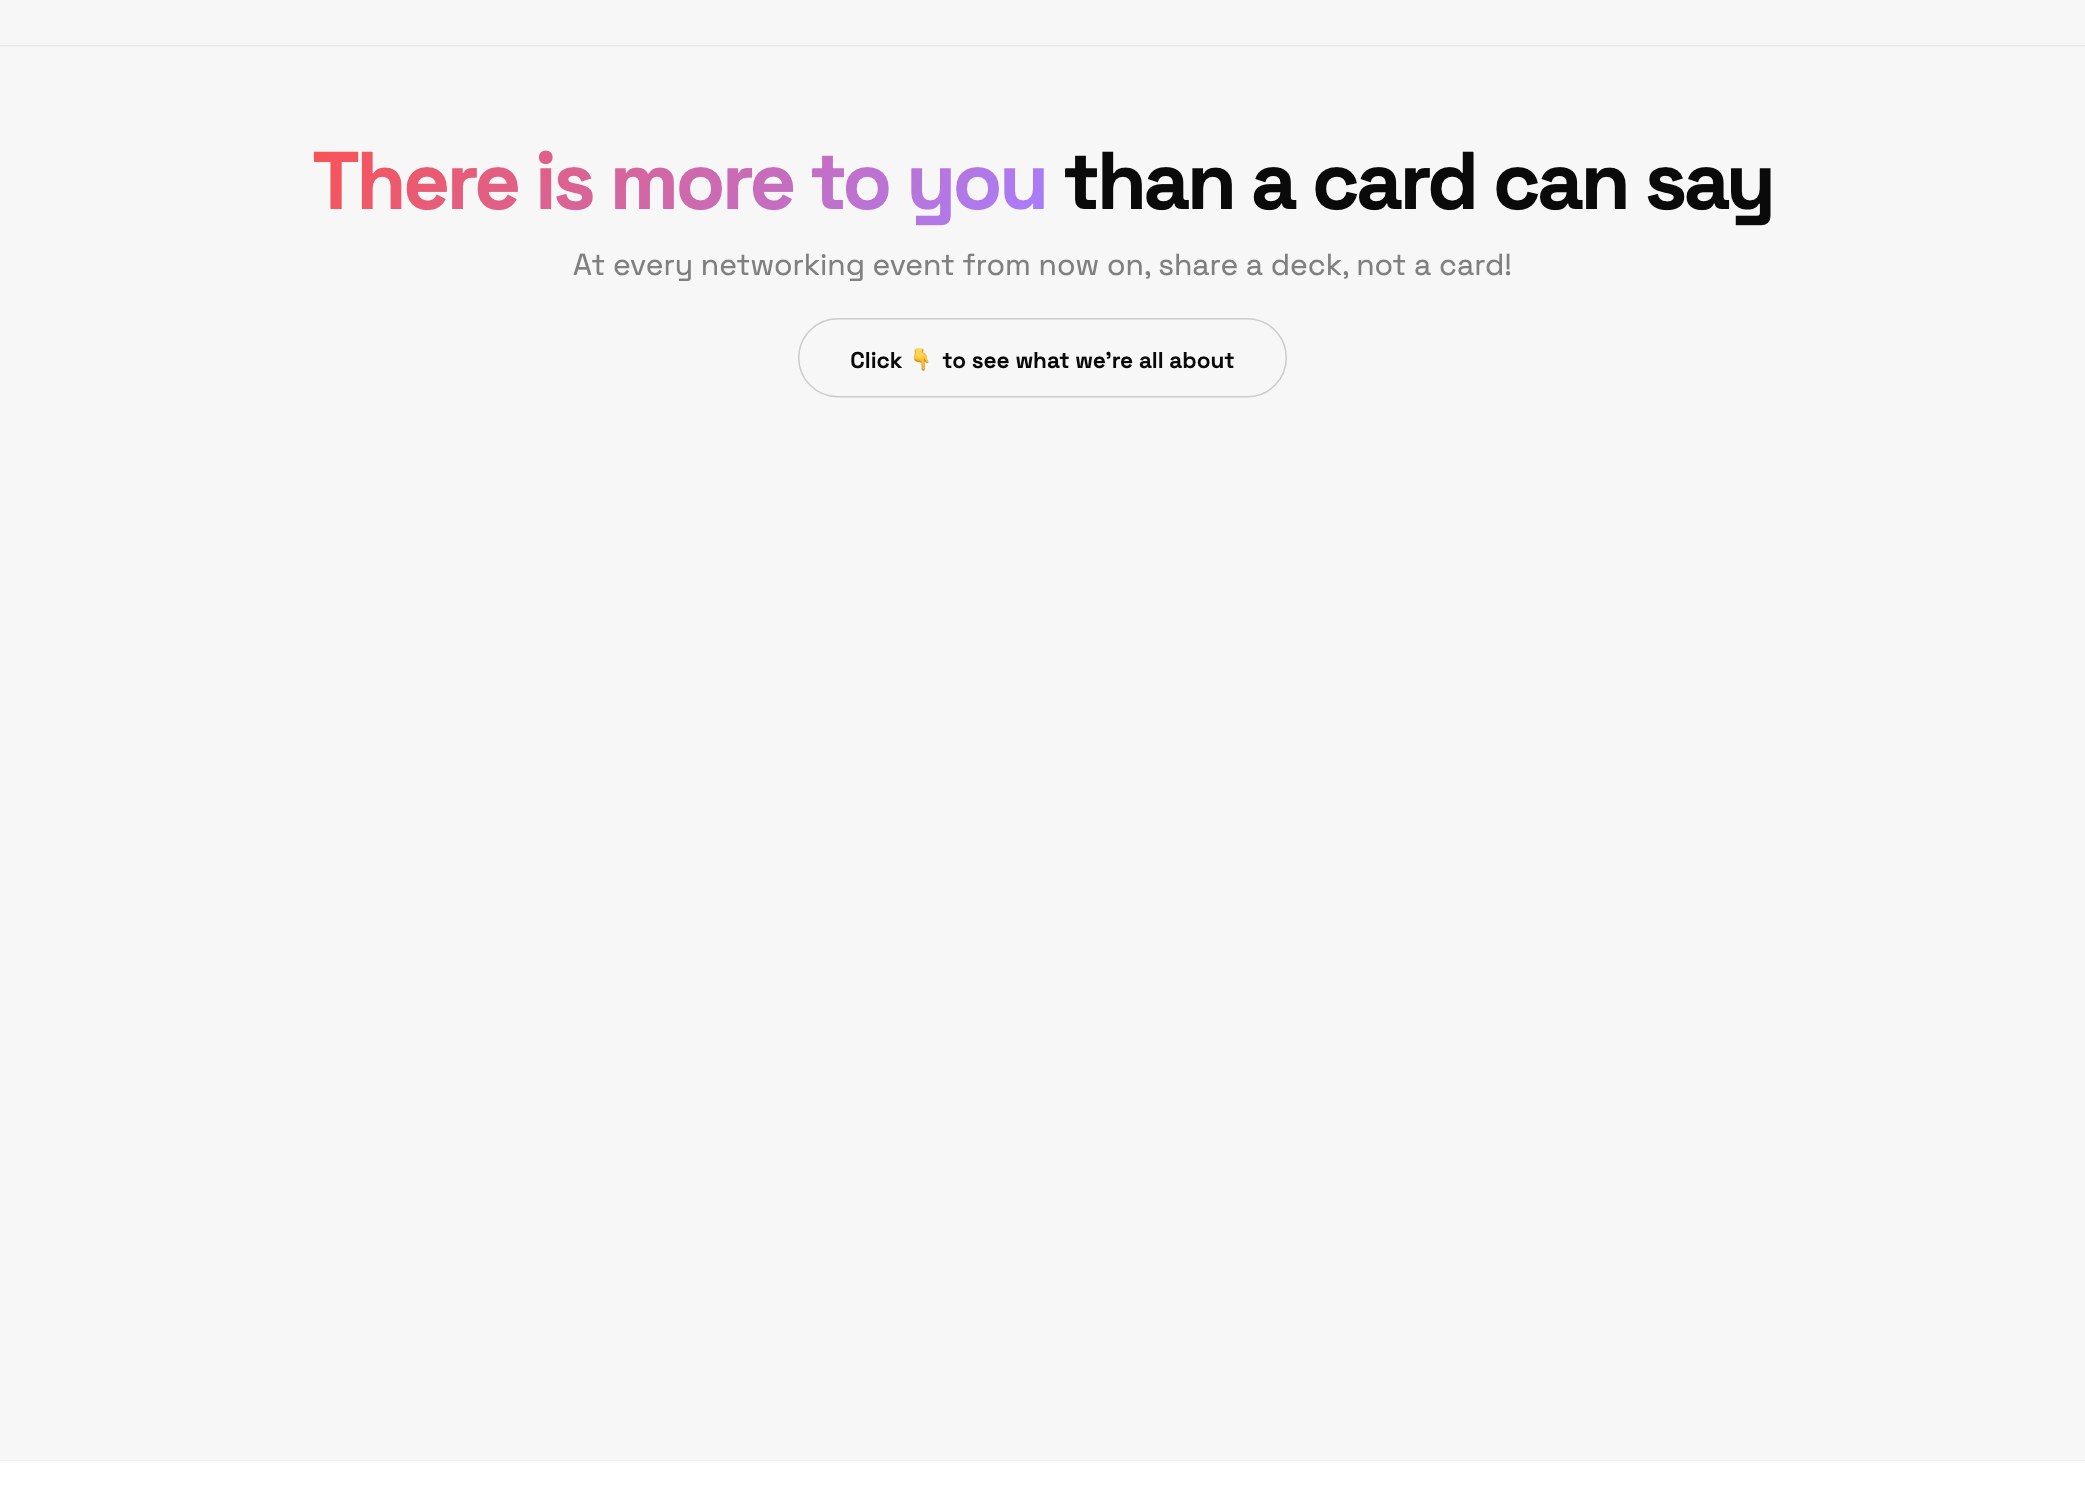 There is more to you than a card can say
At every networking event from now on, share a deck, not a card!
Click 👇 to see what we're all about